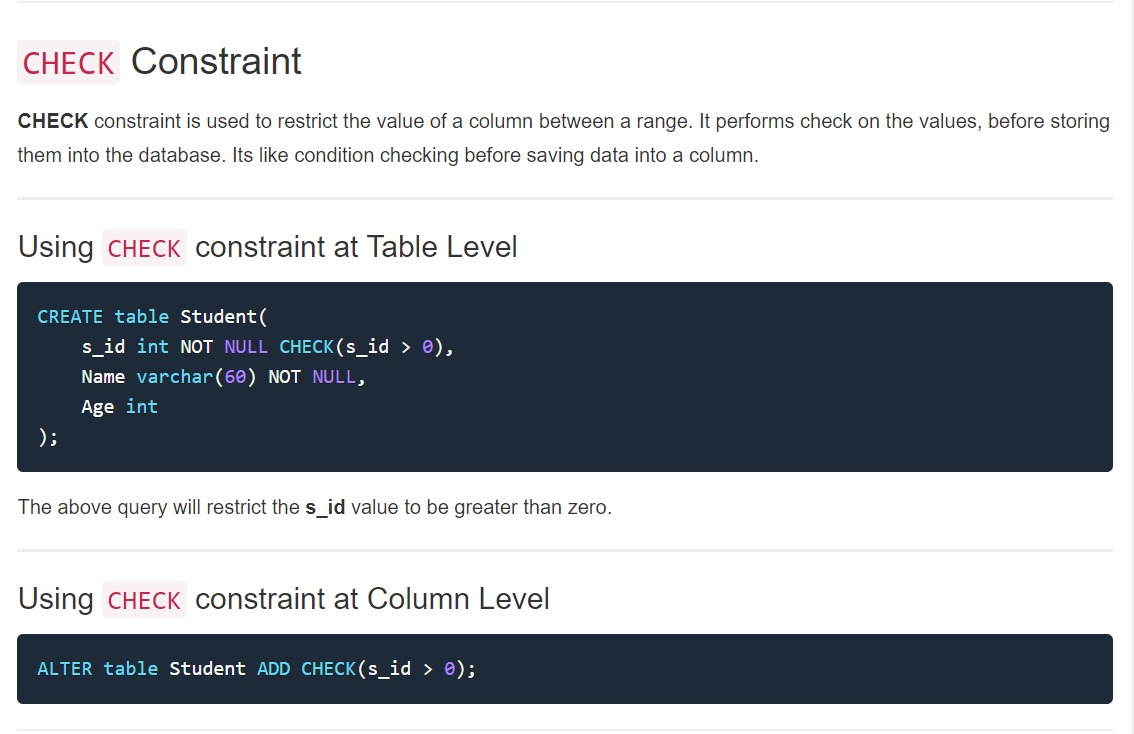 CHECK Constraint
CHECK constraint is used to restrict the value of a column between a range. It performs check on the values, before storing
them into the database. Its like condition checking before saving data into a column.
Using CHECK constraint at Table Level
CREATE table Student(
    s_id int NOT NULL CHECK(s_id > 0),
    Name varchar(60) NOT NULL,
    Age int
);
The above query will restrict the s_id value to be greater than zero.
Using CHECK constraint at Column Level
ALTER table Student ADD CHECK(s_id > 0);